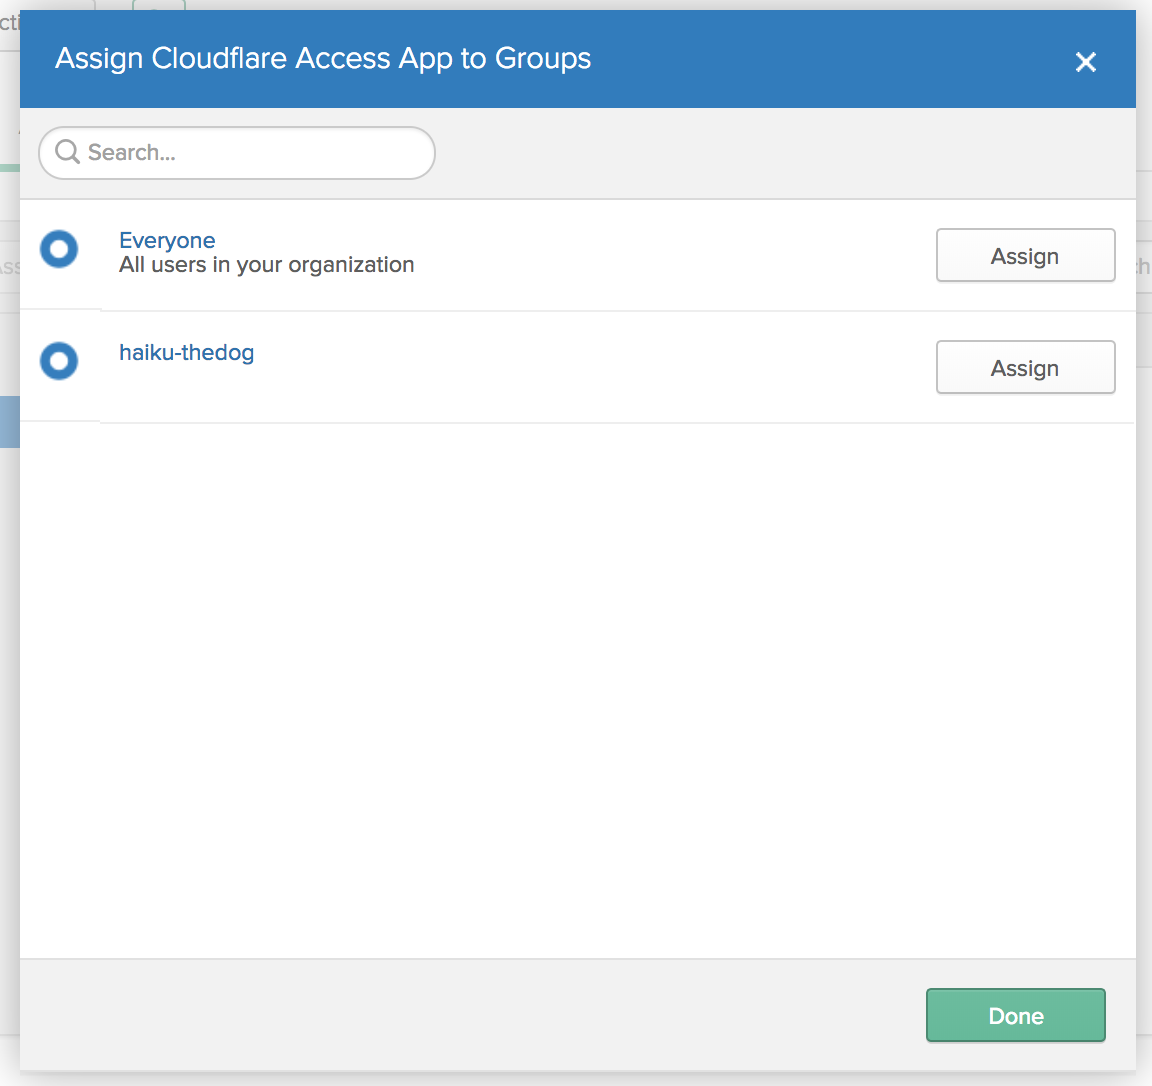 Assign Cloudflare Access App to Groups
Search...
Everyone
All users in your organization
Assign
haiku-thedog
Assign
Done